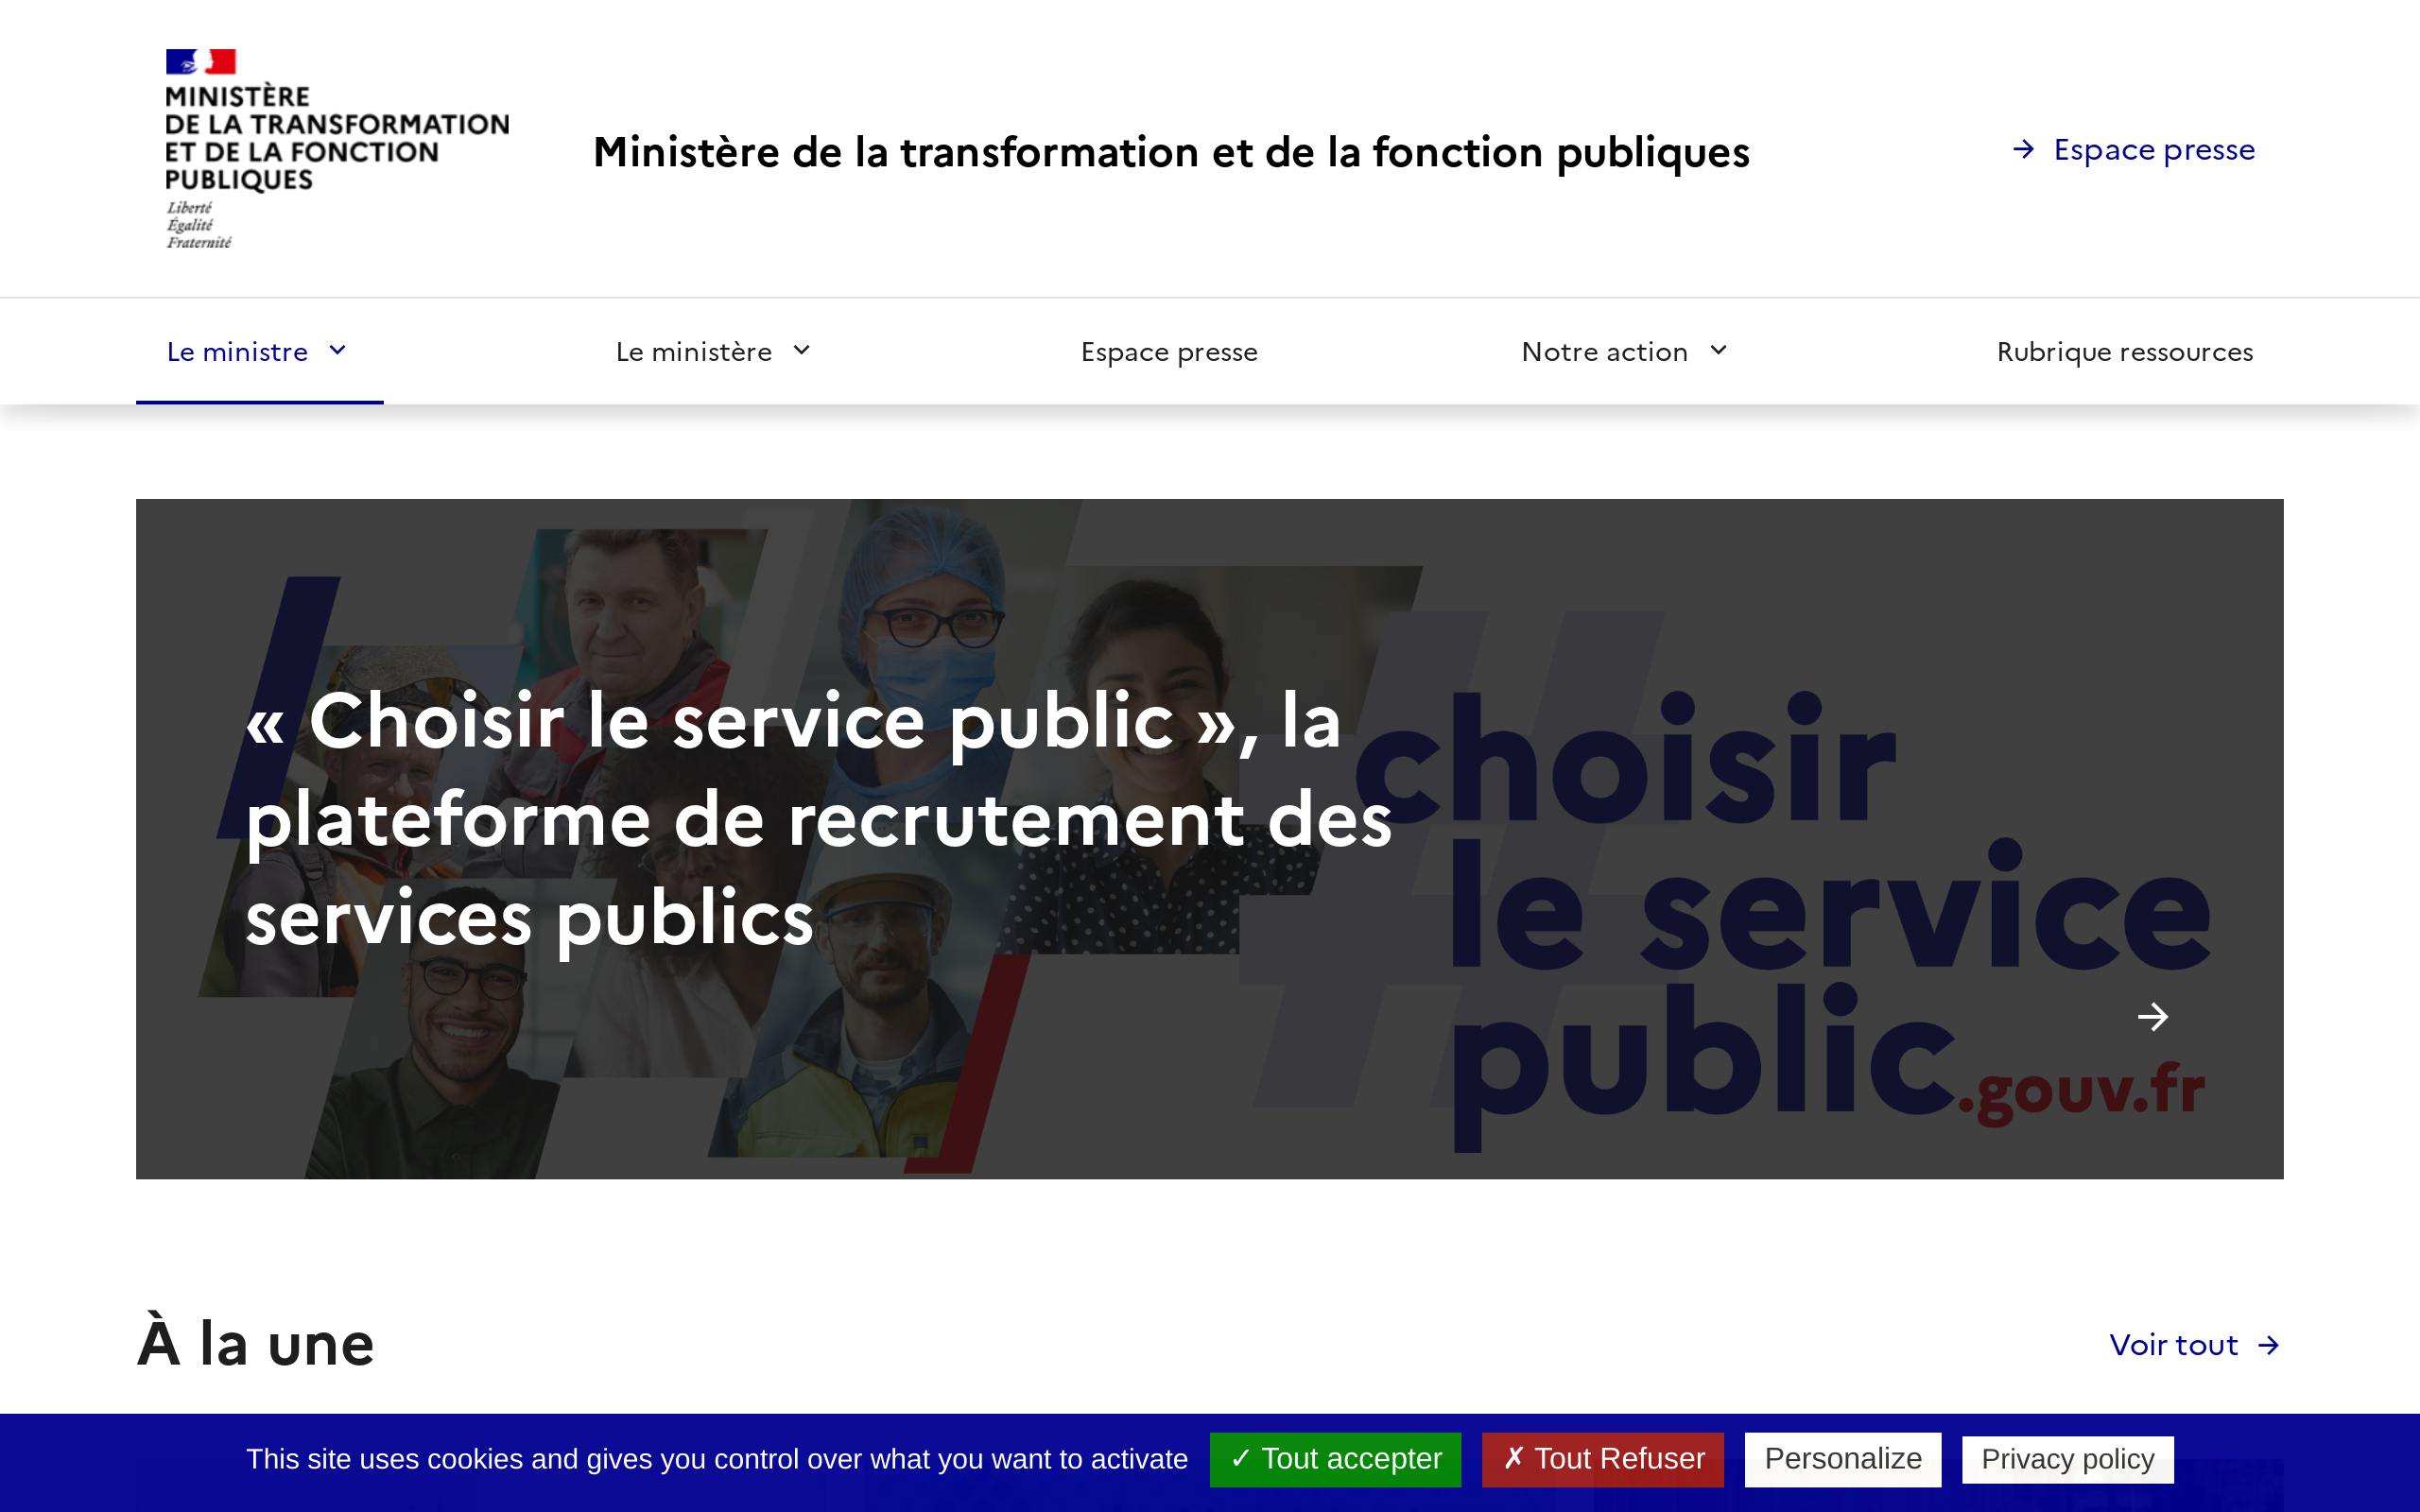 MINISTÈRE
DE LA TRANSFORMATION
ET DE LA FONCTION
PUBLIQUES
Liberté
Égalité
Fraternité
Ministère de la transformation et de la fonction publiques
Espace presse
Le ministre
Le ministère
Espace presse
Notre action
Rubrique ressources
« Choisir le service public », la
plateforme de recrutement des
services publics
choisir
le service
public.gouv.fr
À la une
Voir tout
This site uses cookies and gives you control over what you want to activate
✓ Tout accepter
✗ Tout Refuser
Personalize
Privacy policy